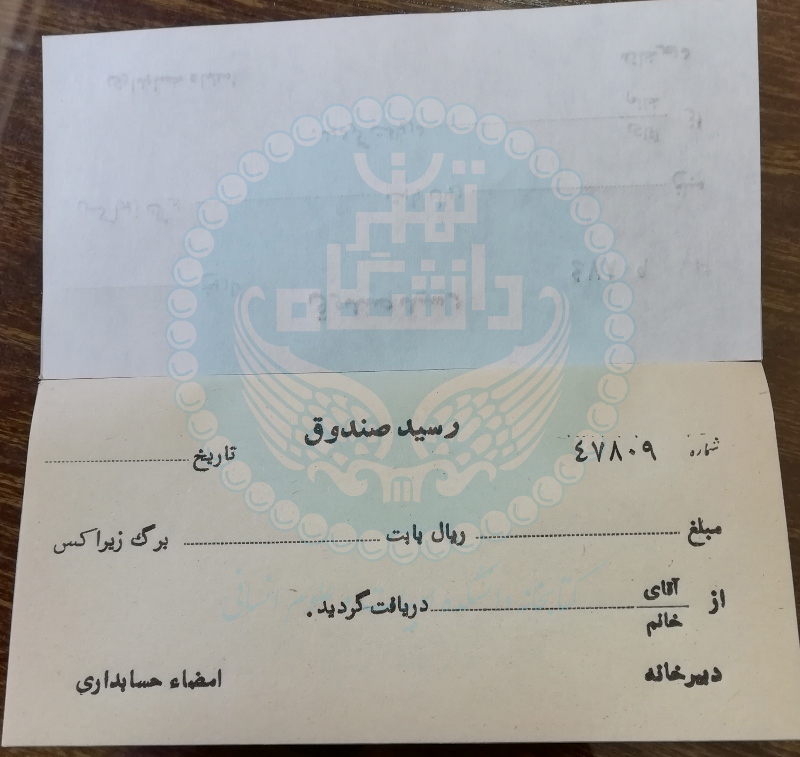 تهران
دانشگاه
رسید صندوق
شماره ٤٧٨٠٩
تاریخ
مبلغ ........ ریال بابت ........ برگ زیراکس
از آقای
خانم ........ دریافت گردید .
دبیرخانه
امضاء حسابداری